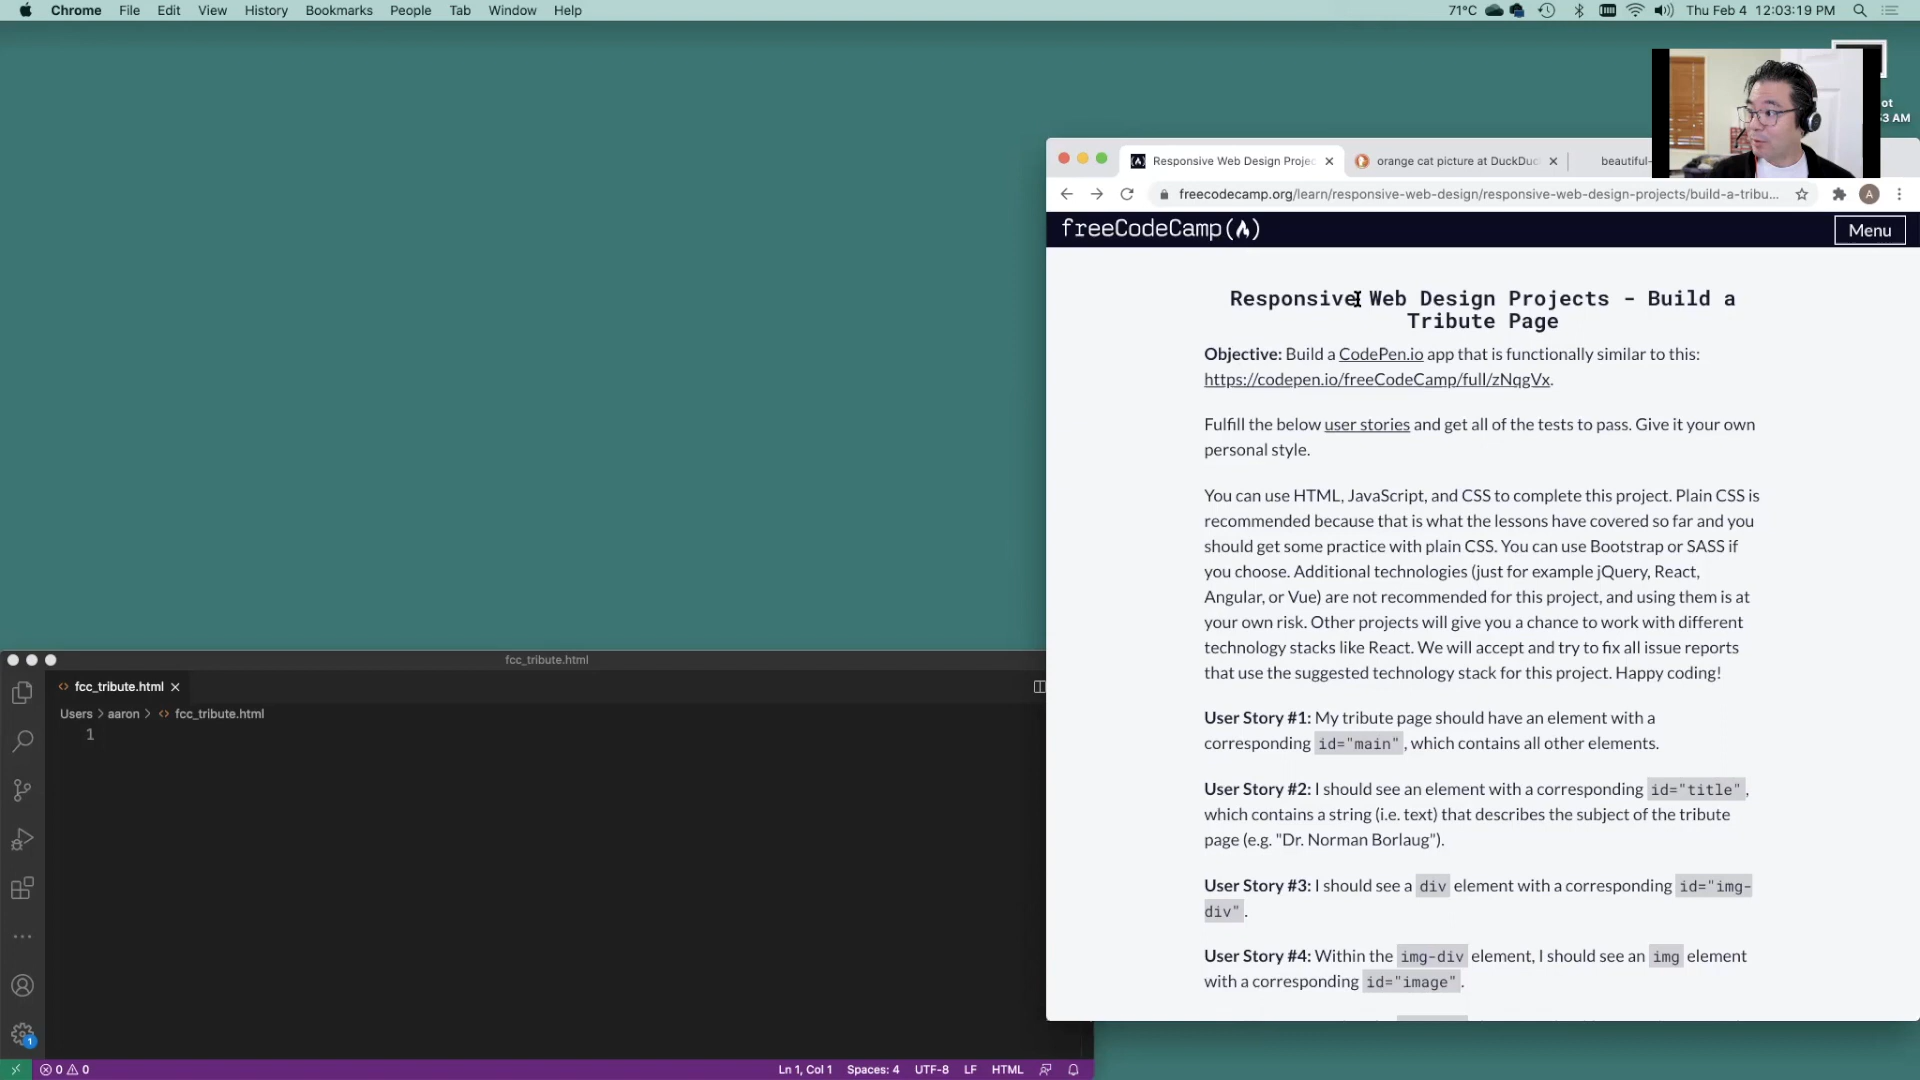 Chrome File Edit View History Bookmarks People Tab Window Help 71°C Thu Feb 4 12:03:19 PM
3 AM
Responsive Web Design Projec × orange cat picture at DuckDuc × beautiful-
freecodecamp.org/learn/responsive-web-design/responsive-web-design-projects/build-a-tribu...
A
freeCodeCamp Menu
Responsive Web Design Projects - Build a
Tribute Page
Objective: Build a CodePen.io app that is functionally similar to this:
https://codepen.io/freeCodeCamp/full/zNqgVx.
Fulfill the below user stories and get all of the tests to pass. Give it your own
personal style.
You can use HTML, JavaScript, and CSS to complete this project. Plain CSS is
recommended because that is what the lessons have covered so far and you
should get some practice with plain CSS. You can use Bootstrap or SASS if
you choose. Additional technologies (just for example jQuery, React,
Angular, or Vue) are not recommended for this project, and using them is at
your own risk. Other projects will give you a chance to work with different
technology stacks like React. We will accept and try to fix all issue reports
that use the suggested technology stack for this project. Happy coding!
User Story #1: My tribute page should have an element with a
corresponding id="main", which contains all other elements.
User Story #2: I should see an element with a corresponding id="title",
which contains a string (i.e. text) that describes the subject of the tribute
page (e.g. "Dr. Norman Borlaug").
User Story #3: I should see a div element with a corresponding id="img-
div".
User Story #4: Within the img-div element, I should see an img element
with a corresponding id="image".
fcc_tribute.html
<> fcc_tribute.html ×
Users > aaron > <> fcc_tribute.html
1
1
0 0 Ln 1, Col 1 Spaces: 4 UTF-8 LF HTML